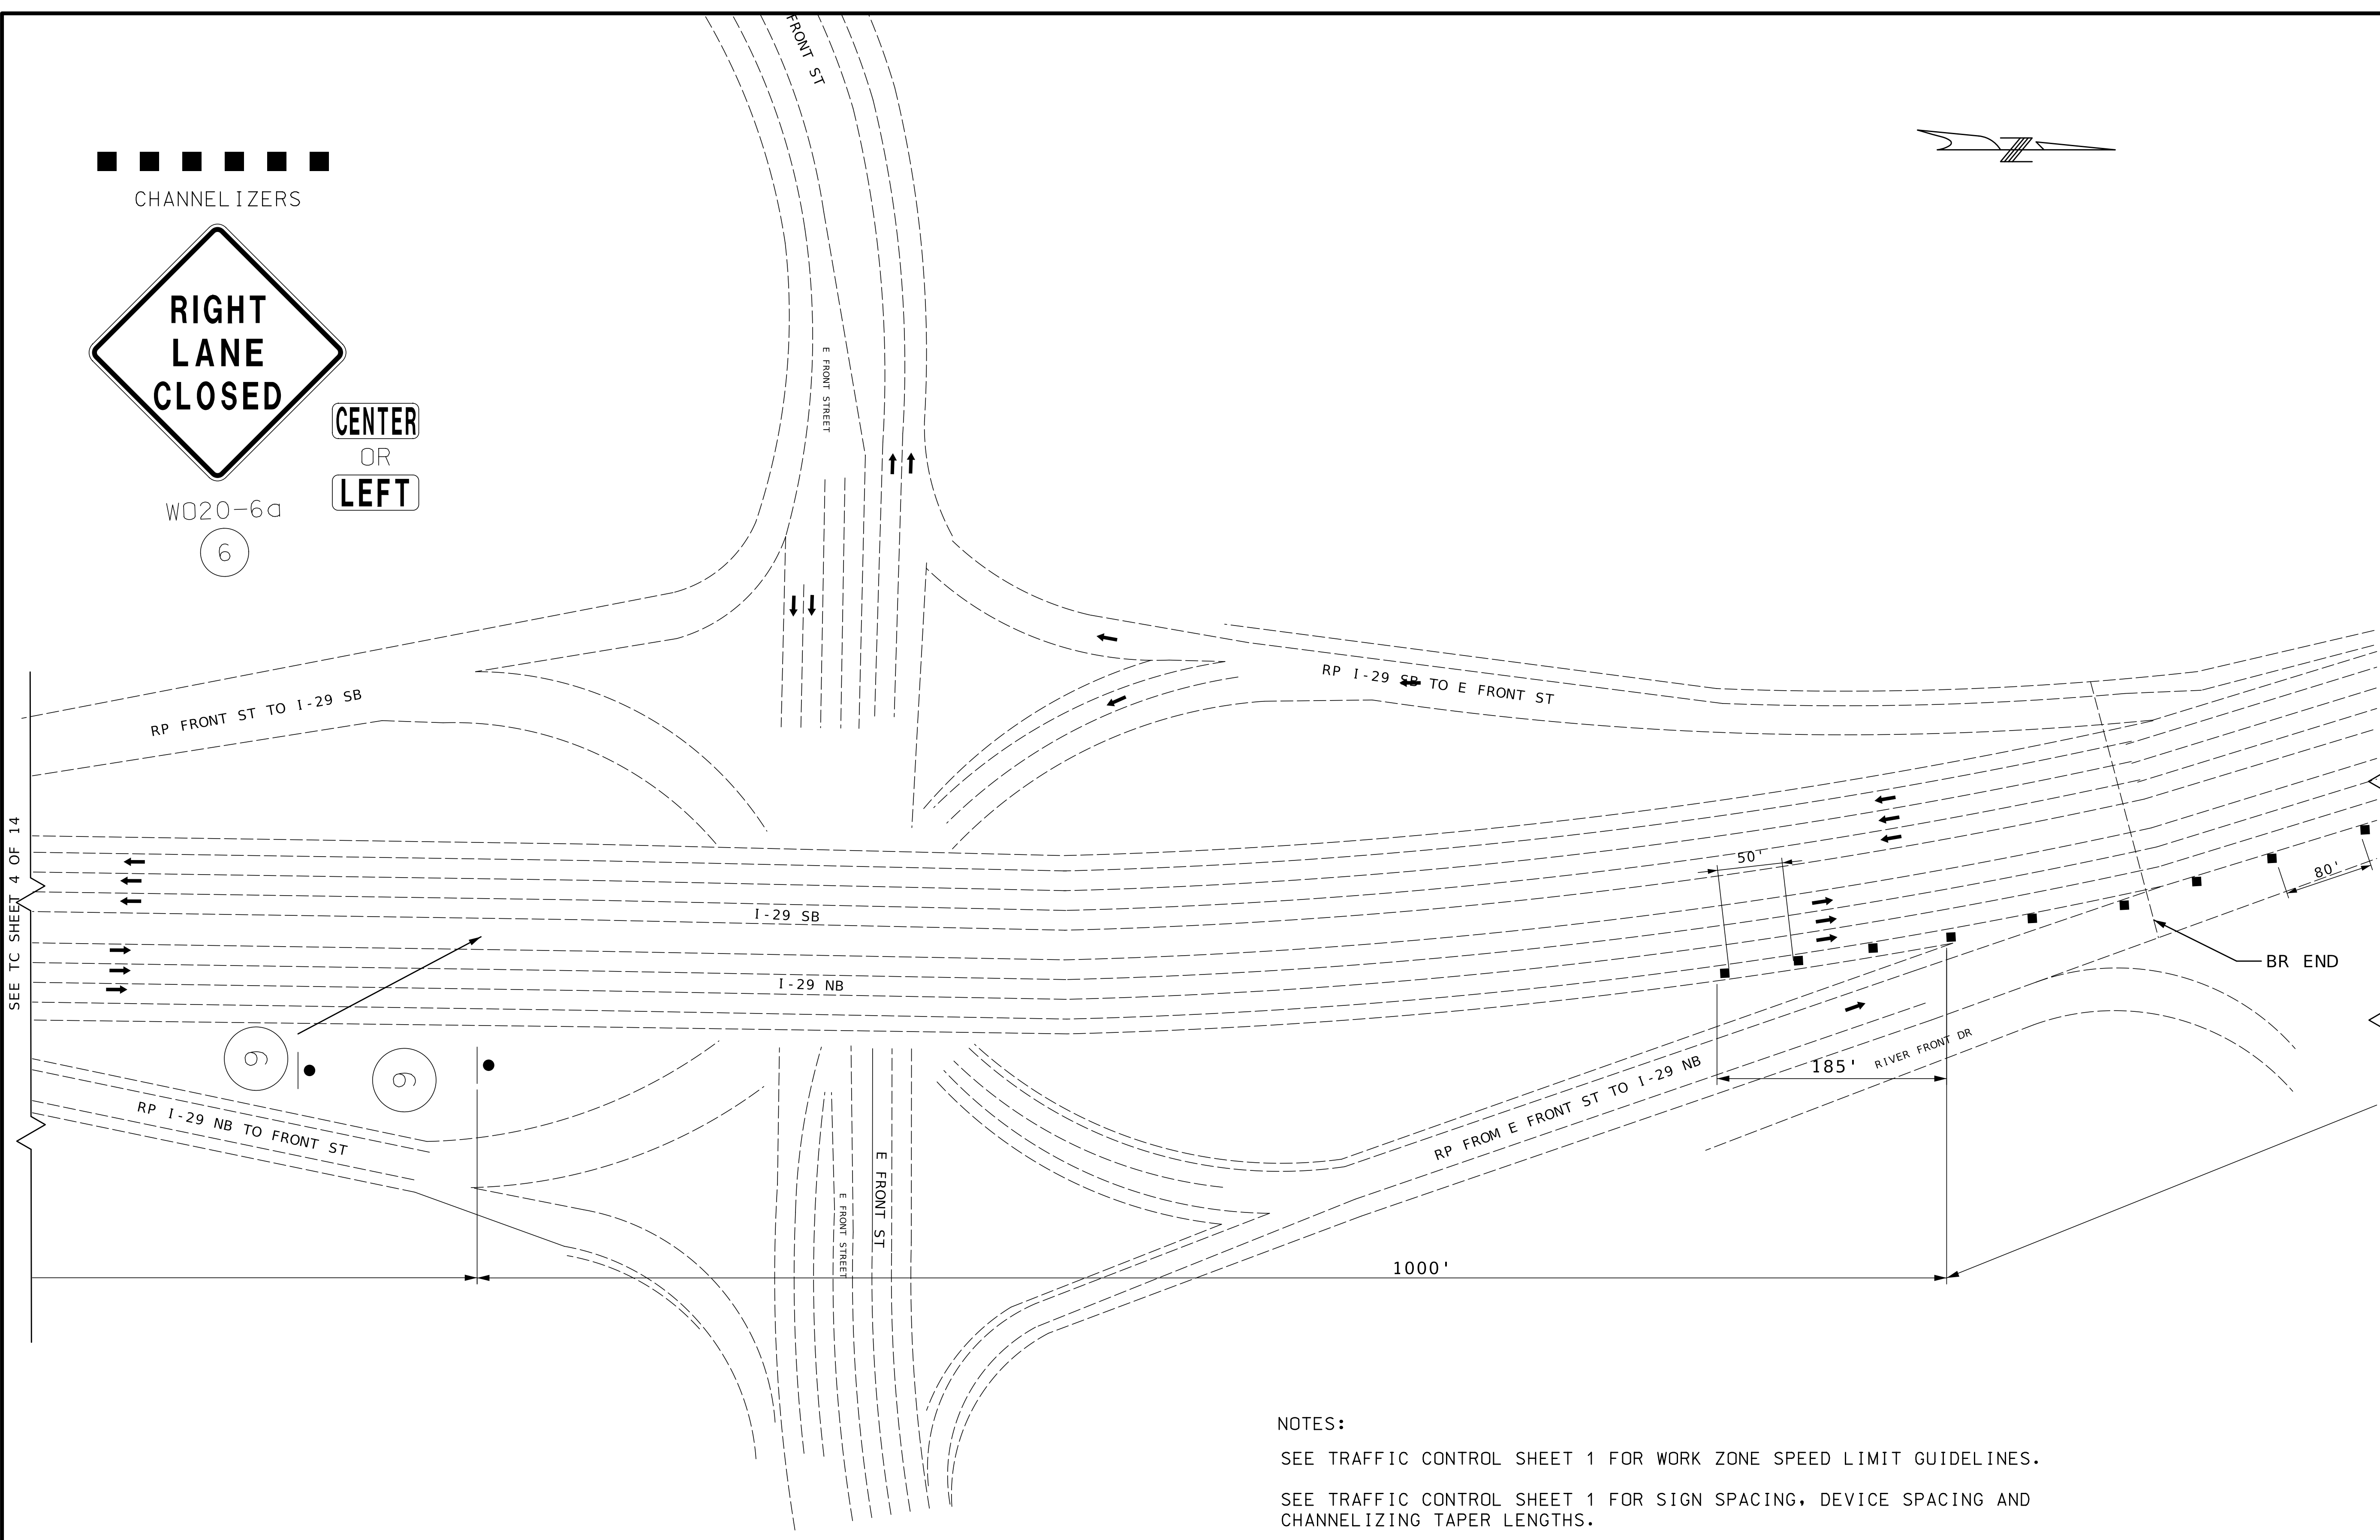 FRONT ST
CHANNELIZERS
RIGHT
LANE
CLOSED
CENTER
OR
LEFT
WO20-6a
6
E FRONT STREET
RP FRONT ST TO I-29 SB
RP I-29 SB TO E FRONT ST
SEE TC SHEET 4 OF 14
I-29 SB
50'
80'
I-29 NB
BR END
6
6
RP I-29 NB TO FRONT ST
RIVER FRONT DR
185'
RP FROM E FRONT ST TO I-29 NB
E FRONT ST
E FRONT STREET
1000'
NOTES:
SEE TRAFFIC CONTROL SHEET 1 FOR WORK ZONE SPEED LIMIT GUIDELINES.
SEE TRAFFIC CONTROL SHEET 1 FOR SIGN SPACING, DEVICE SPACING AND
CHANNELIZING TAPER LENGTHS.